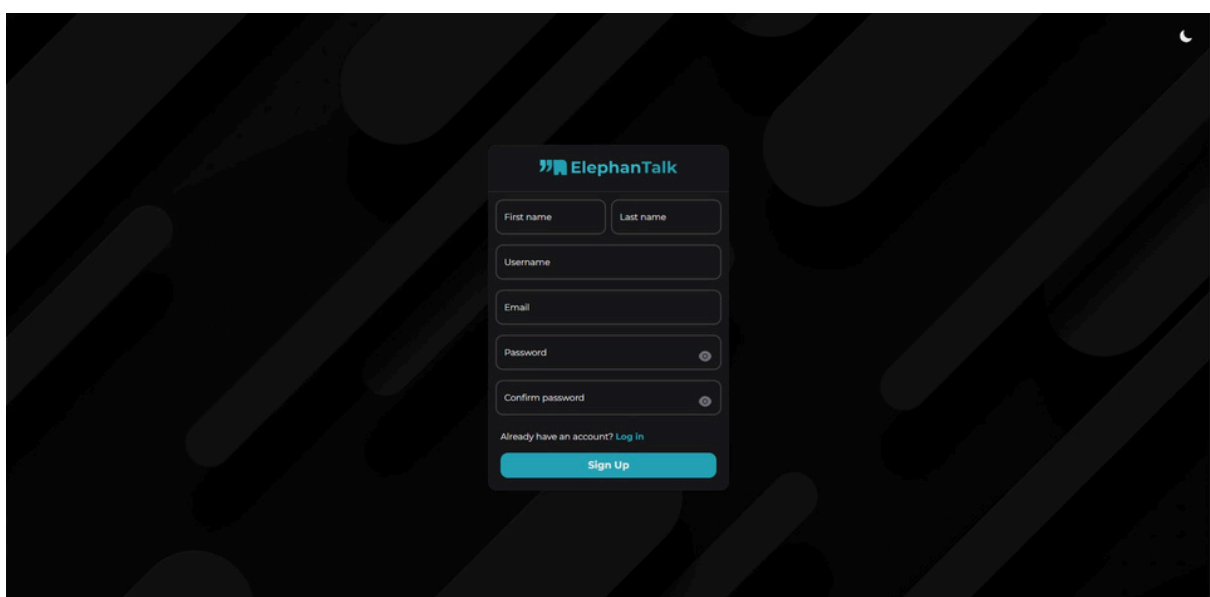 ElephanTalk
First name Last name
Username
Email
Password
Confirm password
Already have an account? Log in
Sign Up